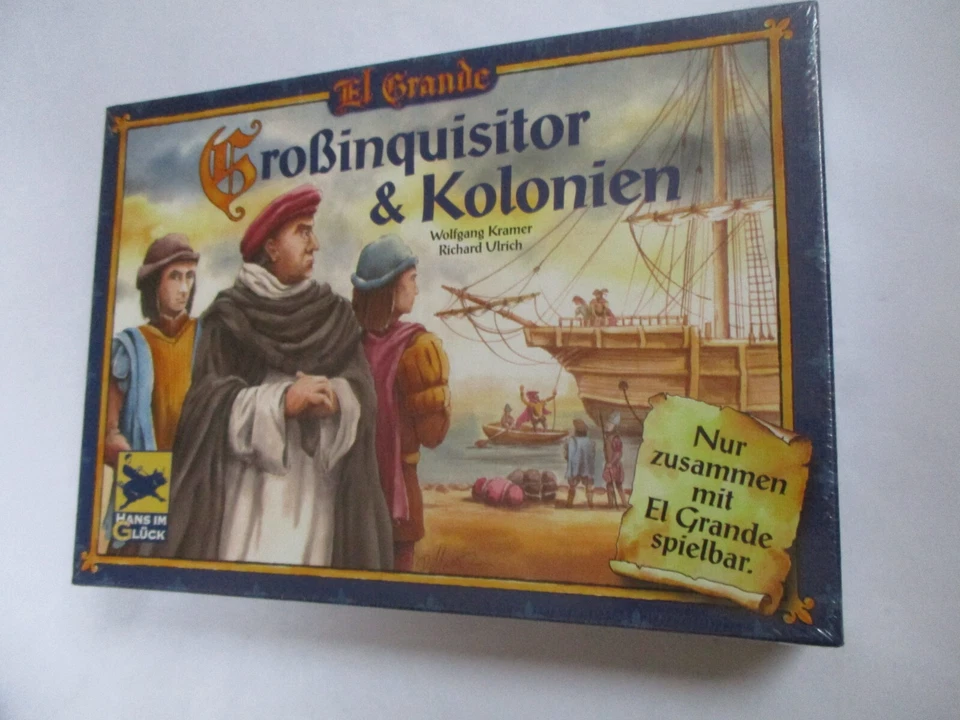 El Grande
Großinquisitor
& Kolonien
Wolfgang Kramer
Richard Ulrich
Nur
zusammen
mit
El Grande
spielbar.
HANS IM
GLÜCK